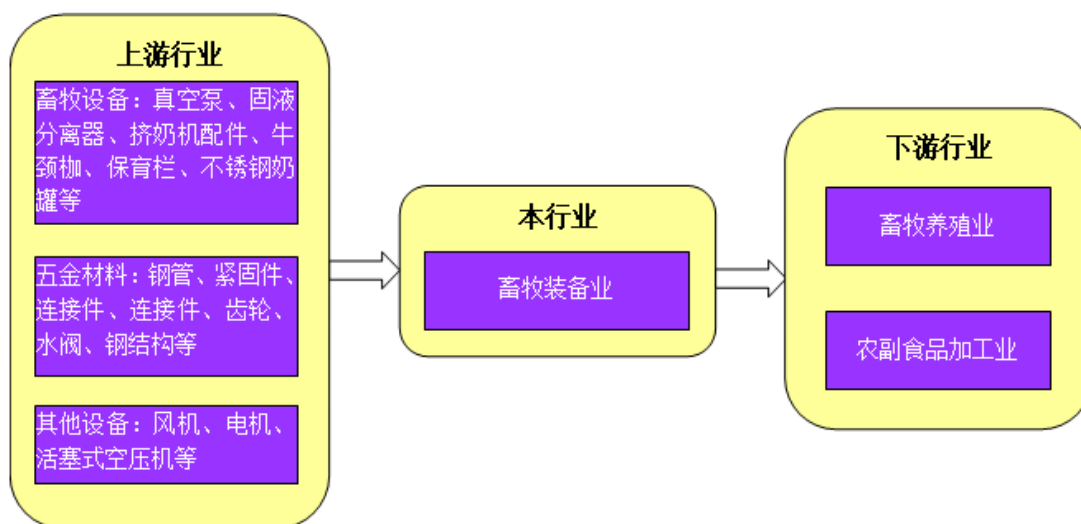 上游行业
畜牧设备：真空泵、固液
分离器、挤奶机配件、牛
颈枷、保育栏、不锈钢奶
罐等
五金材料：钢管、紧固件、
连接件、连接件、齿轮、
水阀、钢结构等
其他设备：风机、电机、
活塞式空压机等
本行业
畜牧装备业
下游行业
畜牧养殖业
农副食品加工业